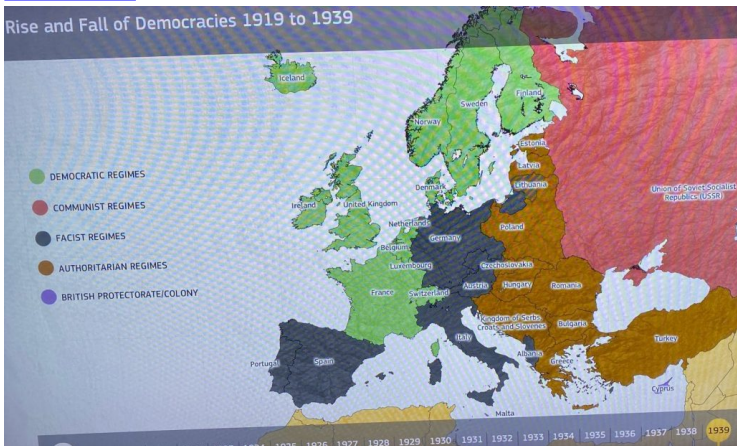 Rise and Fall of Democracies 1919 to 1939
Iceland
Finland
Sweden
Norway
Estonia
Latvia
DEMOCRATIC REGIMES
Denmark
Lithuania
Union of Soviet Socialist
Republics (USSR)
COMMUNIST REGIMES
Ireland
United Kingdom
Netherlands
Poland
FACIST REGIMES
Germany
Belgium
AUTHORITARIAN REGIMES
Luxembourg
Czechoslovakia
Austria
Hungary
Romania
BRITISH PROTECTORATE/COLONY
France
Switzerland
Kingdom of Serbs,
Croats and Slovenes
Bulgaria
Italy
Turkey
Albania
Greece
Portugal
Spain
Cyprus
Malta
1925 1926 1927 1928 1929 1930 1931 1932 1933 1934 1935 1936 1937 1938 1939